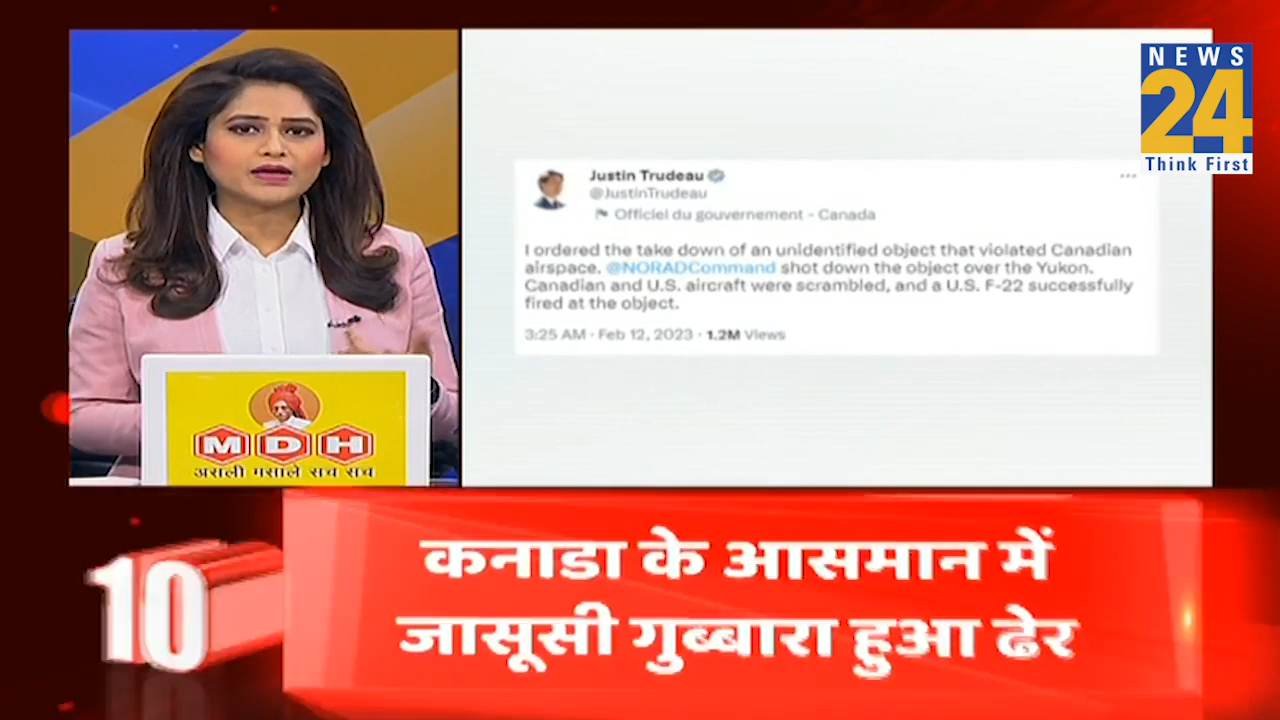 NEWS
24
Think First
Justin Trudeau
@JustinTrudeau
Officiel du gouvernement - Canada
I ordered the take down of an unidentified object that violated Canadian
airspace. @NORADCommand shot down the object over the Yukon.
Canadian and U.S. aircraft were scrambled, and a U.S. F-22 successfully
fired at the object.
3:25 AM · Feb 12, 2023 · 1.2M Views
MDH
असली मसाले सच सच
10
कनाडा के आसमान में
जासूसी गुब्बारा हुआ ढेर